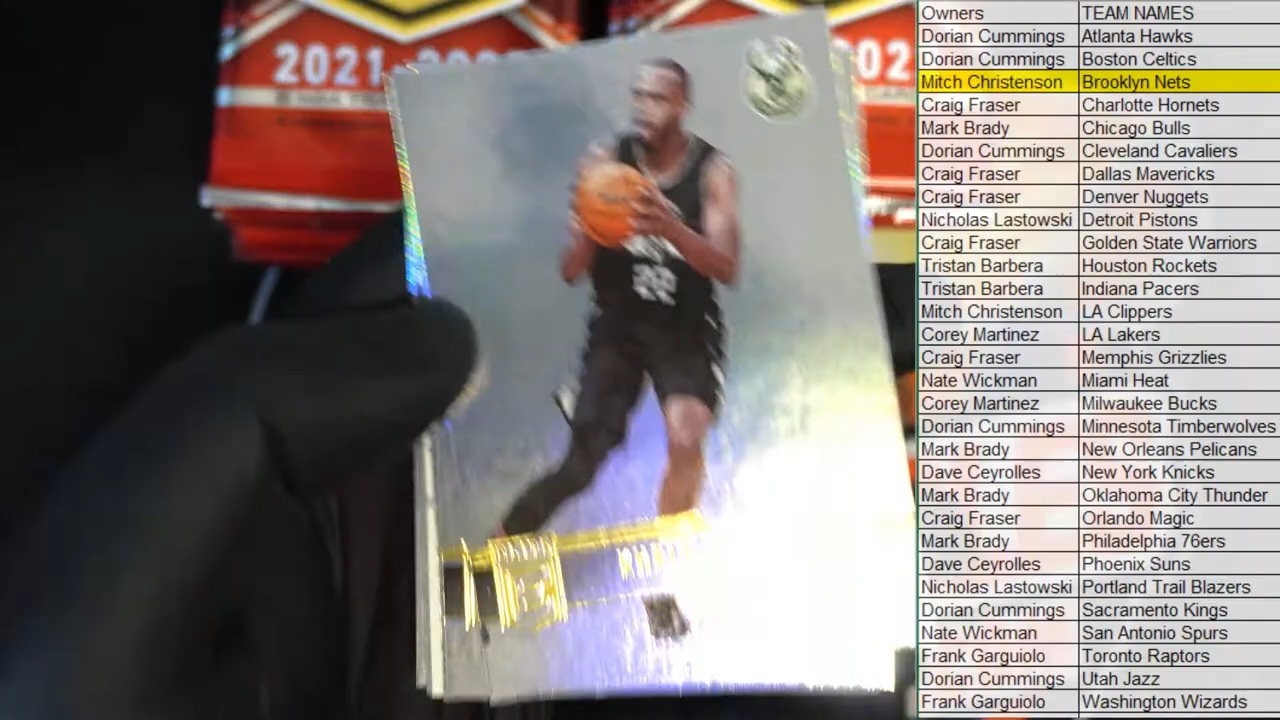 2021-
02
22
Owners TEAM NAMES
Dorian Cummings Atlanta Hawks
Dorian Cummings Boston Celtics
Mitch Christenson Brooklyn Nets
Craig Fraser Charlotte Hornets
Mark Brady Chicago Bulls
Dorian Cummings Cleveland Cavaliers
Craig Fraser Dallas Mavericks
Craig Fraser Denver Nuggets
Nicholas Lastowski Detroit Pistons
Craig Fraser Golden State Warriors
Tristan Barbera Houston Rockets
Tristan Barbera Indiana Pacers
Mitch Christenson LA Clippers
Corey Martinez LA Lakers
Craig Fraser Memphis Grizzlies
Nate Wickman Miami Heat
Corey Martinez Milwaukee Bucks
Dorian Cummings Minnesota Timberwolves
Mark Brady New Orleans Pelicans
Dave Ceyrolles New York Knicks
Mark Brady Oklahoma City Thunder
Craig Fraser Orlando Magic
Mark Brady Philadelphia 76ers
Dave Ceyrolles Phoenix Suns
Nicholas Lastowski Portland Trail Blazers
Dorian Cummings Sacramento Kings
Nate Wickman San Antonio Spurs
Frank Garguiolo Toronto Raptors
Dorian Cummings Utah Jazz
Frank Garguiolo Washington Wizards